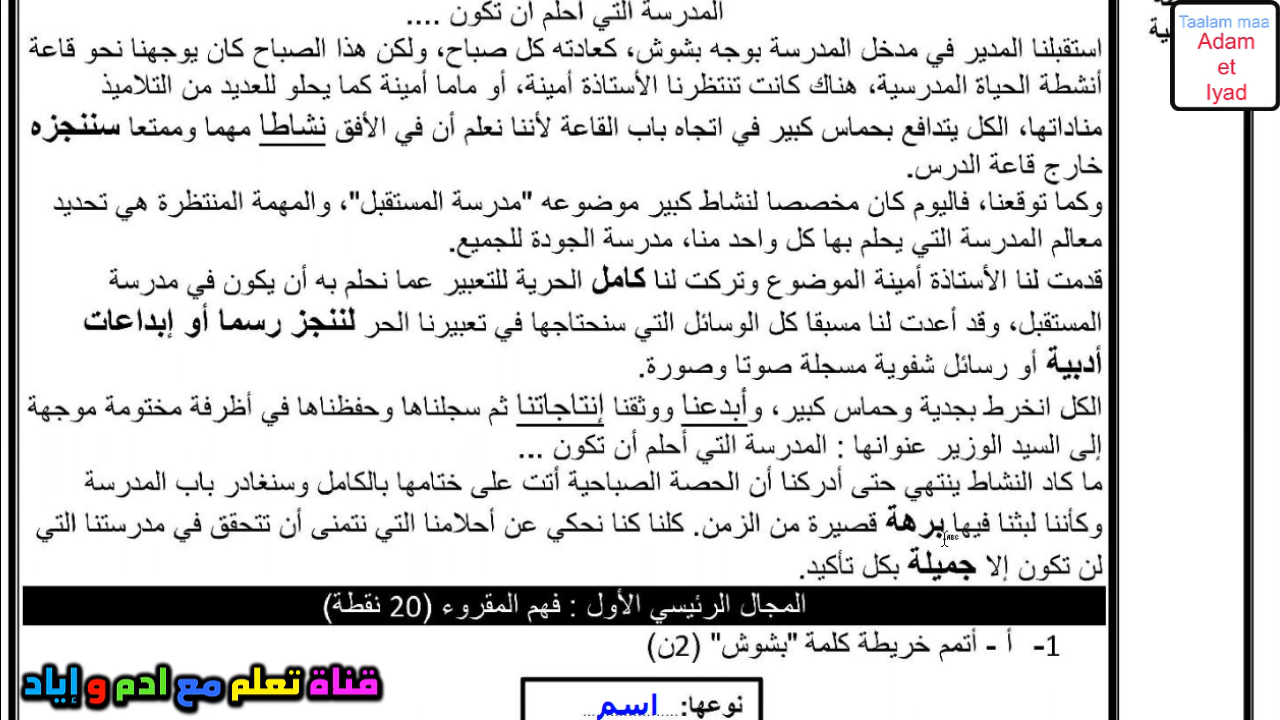 المدرسة التي أحلم أن تكون ....
استقبلنا المدير في مدخل المدرسة بوجه بشوش، كعادته كل صباح، ولكن هذا الصباح كان يوجهنا نحو قاعة
أنشطة الحياة المدرسية، هناك كانت تنتظرنا الأستاذة أمينة، أو ماما أمينة كما يحلو للعديد من التلاميذ
مناداتها، الكل يتدافع بحماس كبير في اتجاه باب القاعة لأننا نعلم أن في الأفق نشاطا مهما وممتعا سننجزه
خارج قاعة الدرس.
وكما توقعنا، فاليوم كان مخصصا لنشاط كبير موضوعه "مدرسة المستقبل"، والمهمة المنتظرة هي تحديد
معالم المدرسة التي يحلم بها كل واحد منا، مدرسة الجودة للجميع.
قدمت لنا الأستاذة أمينة الموضوع وتركت لنا كامل الحرية للتعبير عما نحلم به أن يكون في مدرسة
المستقبل، وقد أعدت لنا مسبقا كل الوسائل التي سنحتاجها في تعبيرنا الحر لننجز رسما أو إبداعات
أدبية أو رسائل شفوية مسجلة صوتا وصورة.
الكل انخرط بجدية وحماس كبير، وأبدعنا ووثقنا إنتاجاتنا ثم سجلناها وحفظناها في أظرفة مختومة موجهة
إلى السيد الوزير عنوانها : المدرسة التي أحلم أن تكون ...
ما كاد النشاط ينتهي حتى أدركنا أن الحصة الصباحية أتت على ختامها بالكامل وسنغادر باب المدرسة
وكأننا لبثنا فيها برهة قصيرة من الزمن. كلنا كنا نحكي عن أحلامنا التي نتمنى أن تتحقق في مدرستنا التي
لن تكون إلا جميلة بكل تأكيد.
المجال الرئيسي الأول : فهم المقروء (20 نقطة)
1- أ - أتمم خريطة كلمة "بشوش" (2ن)
نوعها: اسم
Taalam maa
Adam
et
Iyad
قناة تعلم مع ادم و إياد